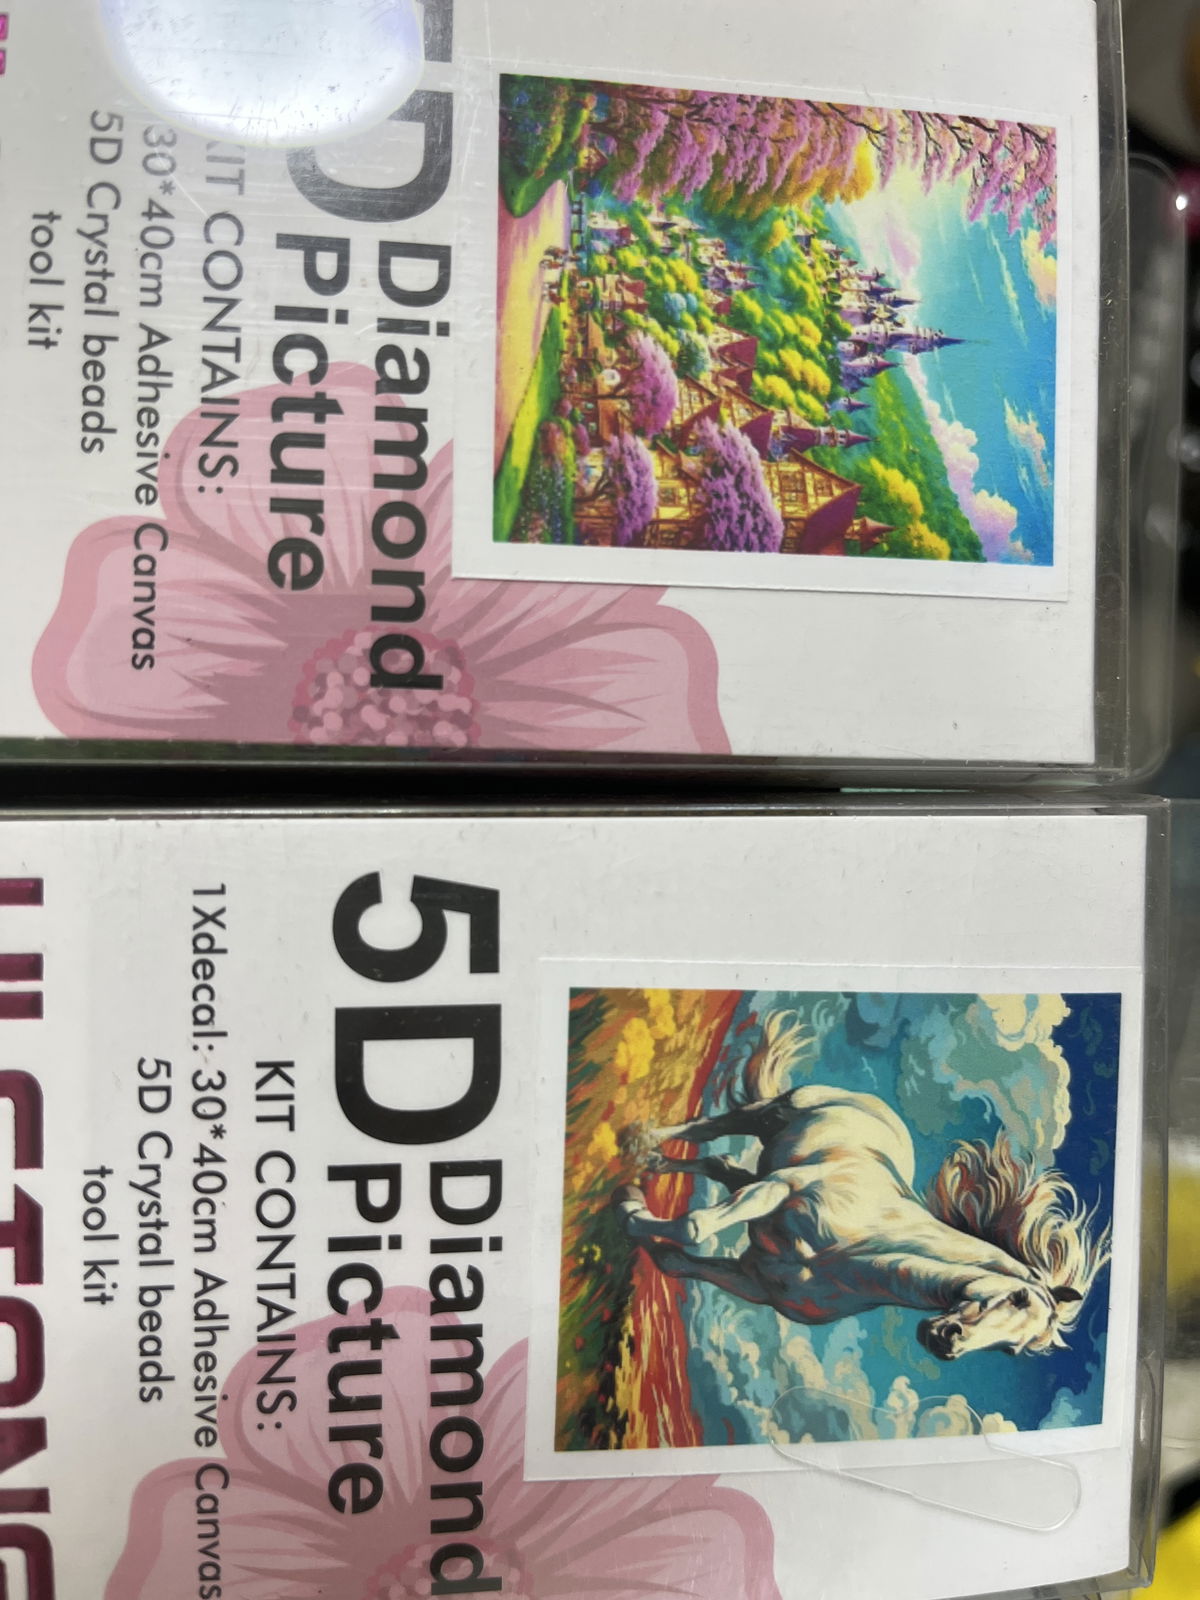 D Diamond
Picture
KIT CONTAINS:
30*40cm Adhesive Canvas
5D Crystal beads
tool kit
5D Diamond
Picture
KIT CONTAINS:
1Xdecal: 30*40cm Adhesive Canvas
5D Crystal beads
tool kit